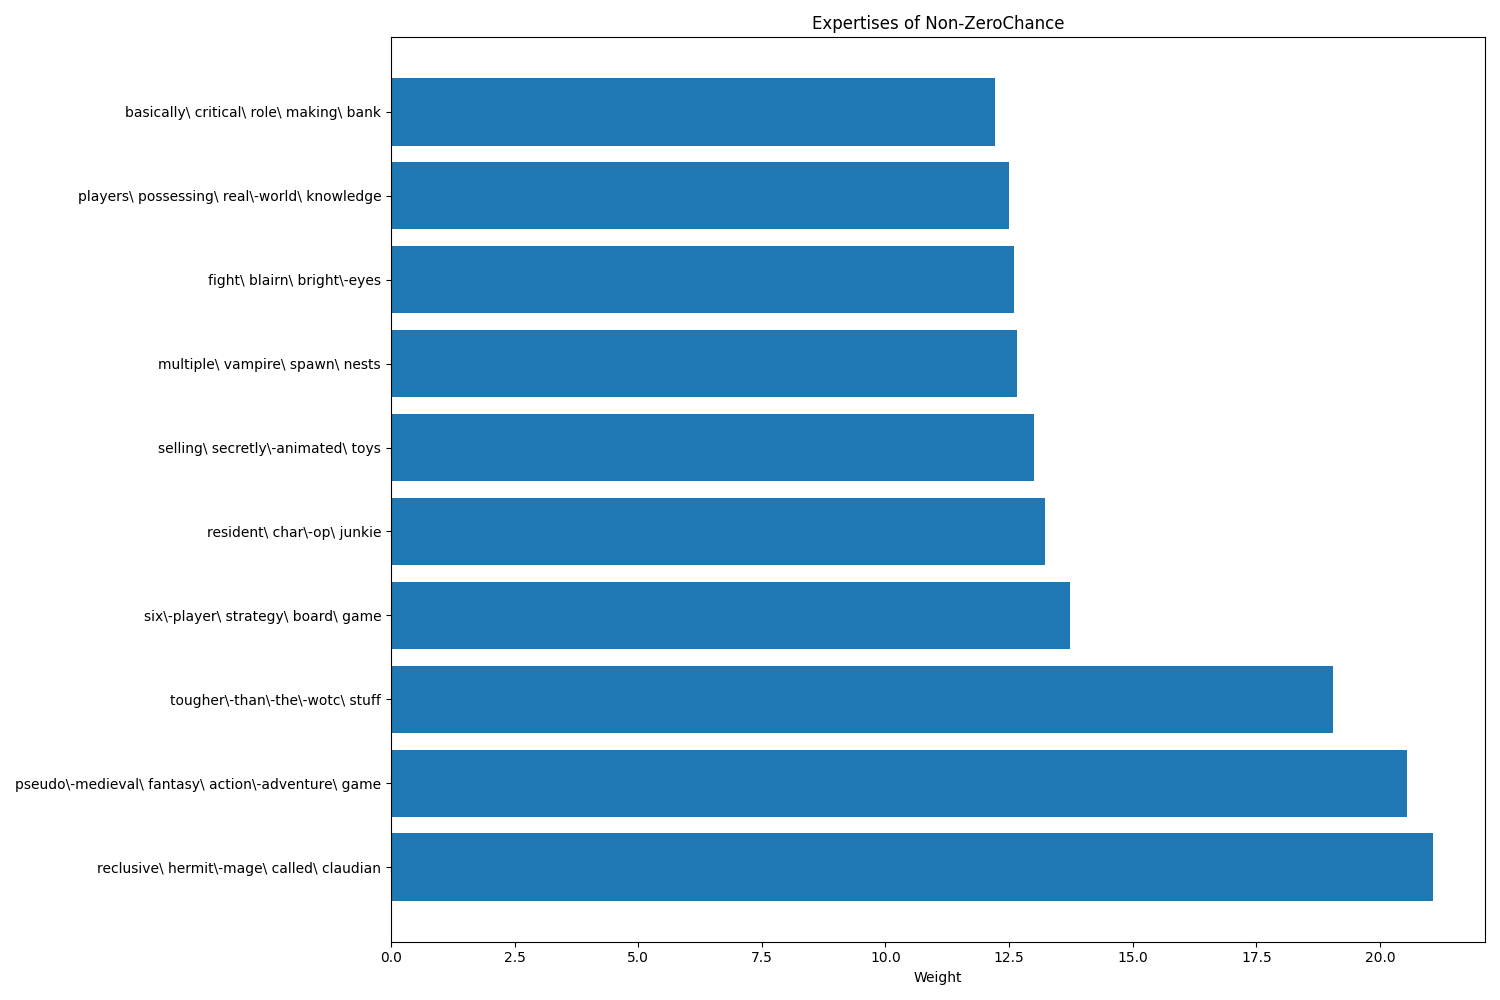 Expertises of Non-ZeroChance
basically\ critical\ role\ making\ bank
players\ possessing\ real\-world\ knowledge
fight\ blairn\ bright\-eyes
multiple\ vampire\ spawn\ nests
selling\ secretly\-animated\ toys
resident\ char\-op\ junkie
six\-player\ strategy\ board\ game
tougher\-than\-the\-wotc\ stuff
pseudo\-medieval\ fantasy\ action\-adventure\ game
reclusive\ hermit\-mage\ called\ claudian
0.0 2.5 5.0 7.5 10.0 12.5 15.0 17.5 20.0
Weight